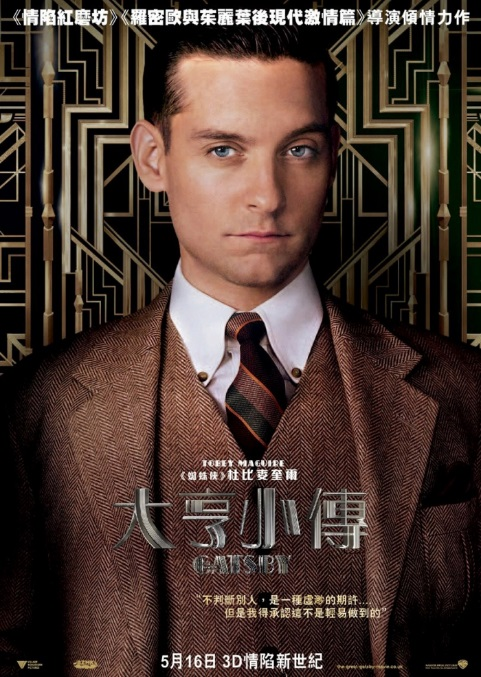 《情陷紅磨坊》《羅密歐與茱麗葉後現代激情篇》導演傾情力作
TOBEY MAGUIRE
《蜘蛛俠》杜比麥奎爾
大亨小傳
GATSBY
“不判斷別人，是一種虛渺的期許....
但是我得承認這不是輕易做到的”
5月16日 3D情陷新世紀